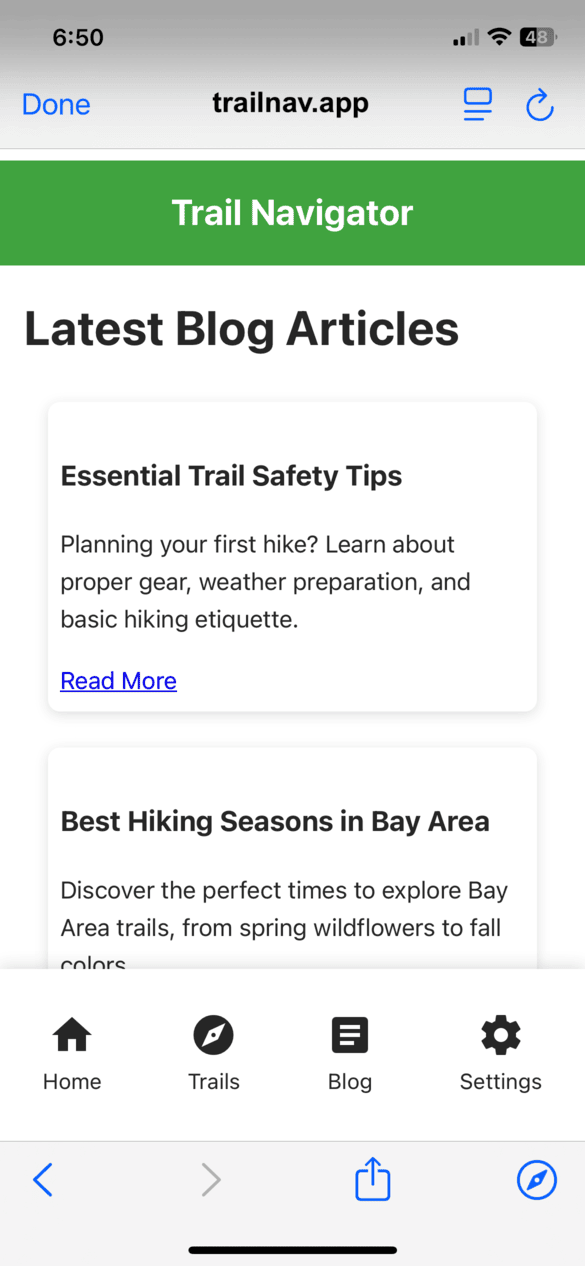 6:50
48
Done
trailnav.app
Trail Navigator
Latest Blog Articles
Essential Trail Safety Tips
Planning your first hike? Learn about
proper gear, weather preparation, and
basic hiking etiquette.
Read More
Best Hiking Seasons in Bay Area
Discover the perfect times to explore Bay
Area trails, from spring wildflowers to fall
colors
Home
Trails
Blog
Settings